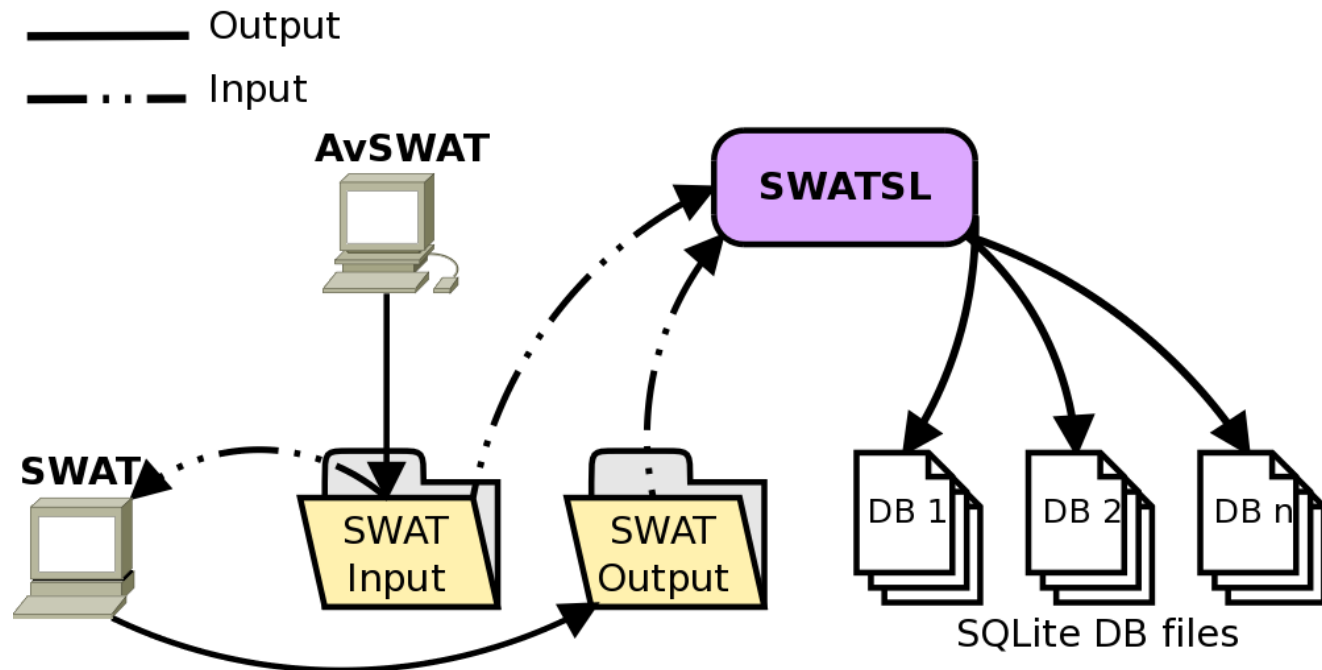 Output
Input
AvSWAT
SWATSL
SWAT
SWAT
Input
SWAT
Output
DB 1
DB 2
DB n
SQLite DB files